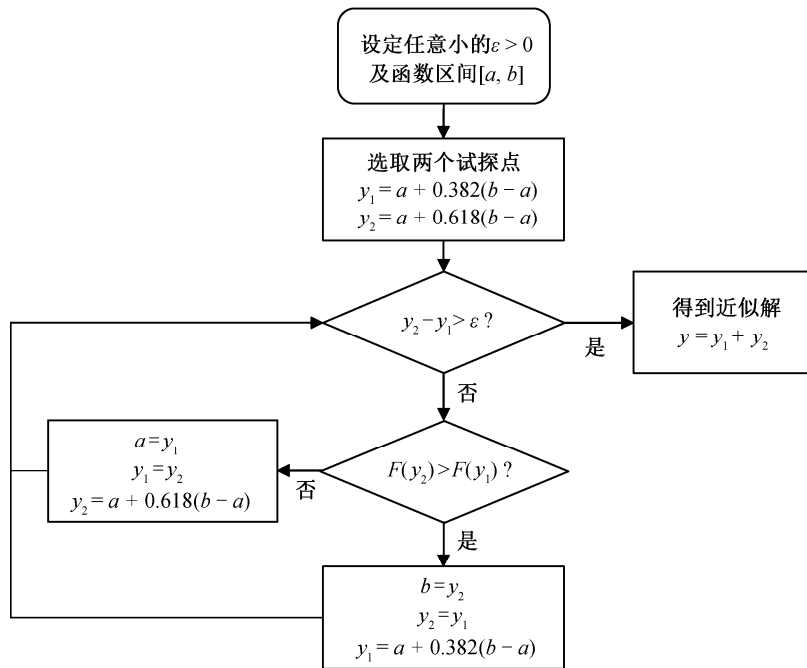 设定任意小的ε > 0
及函数区间[a, b]
选取两个试探点
y₁ = a + 0.382(b − a)
y₂ = a + 0.618(b − a)
y₂ − y₁ > ε ?
是
得到近似解
y = y₁ + y₂
否
F(y₂) > F(y₁) ?
否
a = y₁
y₁ = y₂
y₂ = a + 0.618(b − a)
是
b = y₂
y₂ = y₁
y₁ = a + 0.382(b − a)